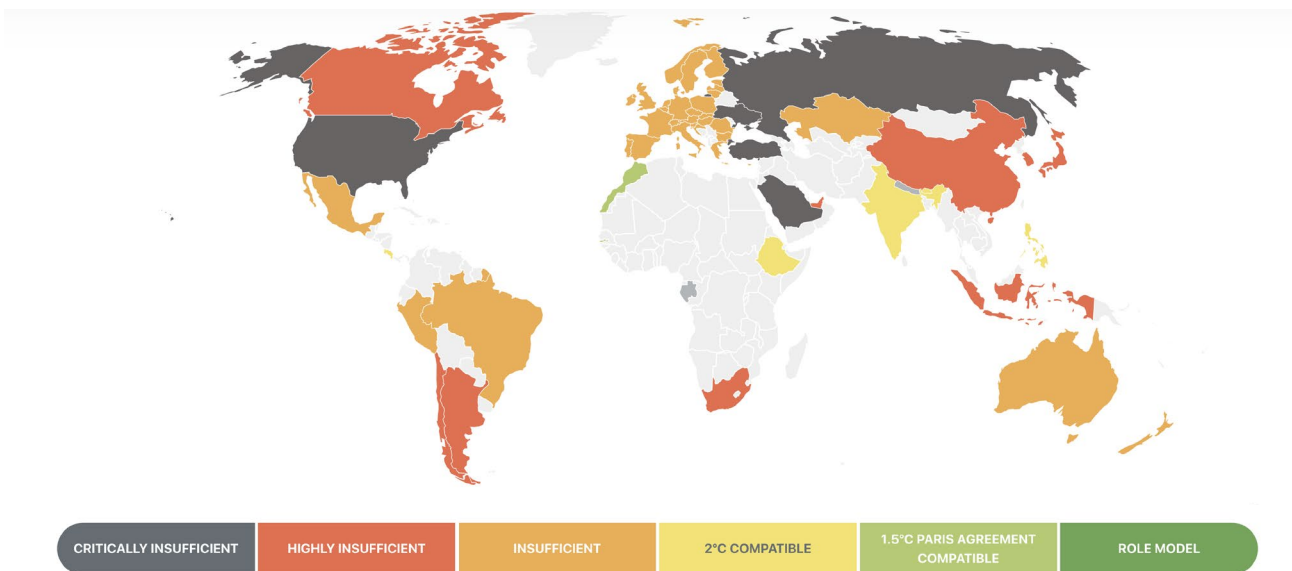 CRITICALLY INSUFFICIENT
HIGHLY INSUFFICIENT
INSUFFICIENT
2°C COMPATIBLE
1.5°C PARIS AGREEMENT
COMPATIBLE
ROLE MODEL